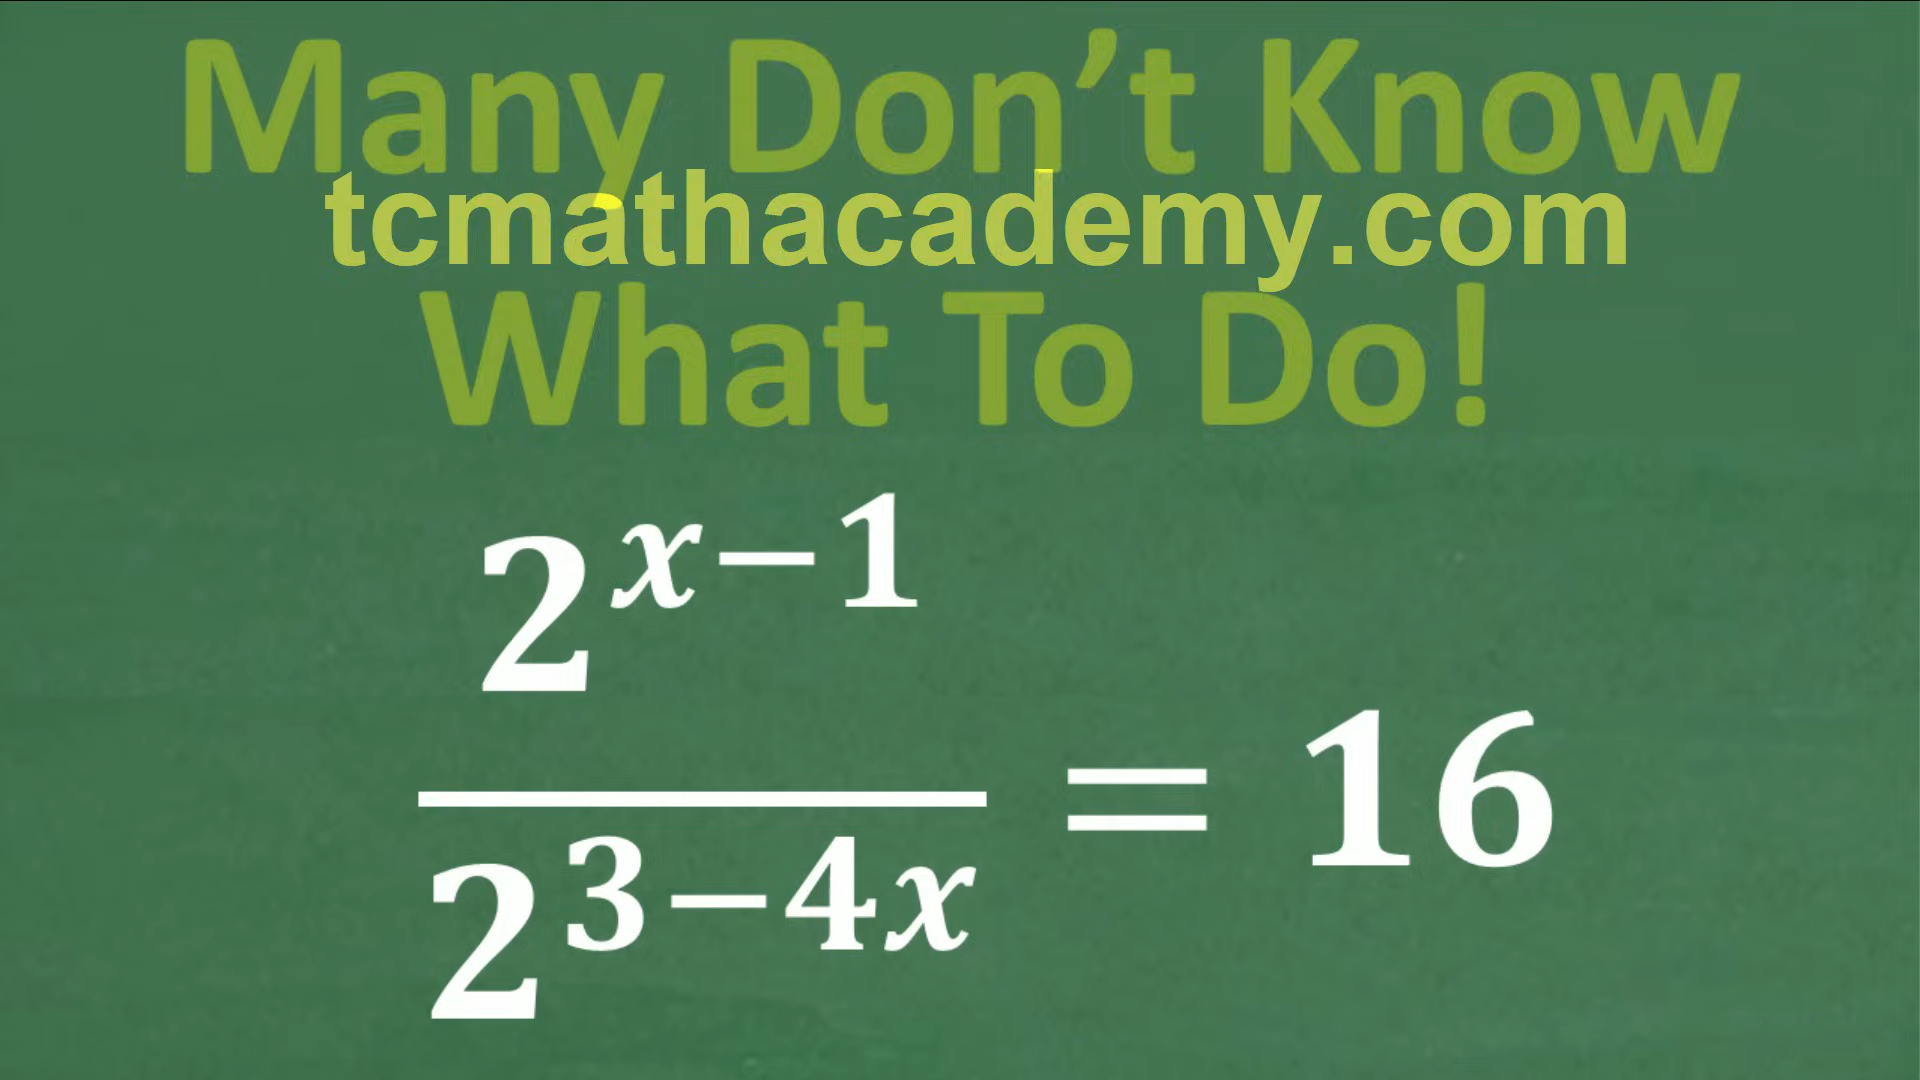 Many Don’t Know
tcmathacademy.com
What To Do!
2^{x−1}
2^{3−4x}
= 16